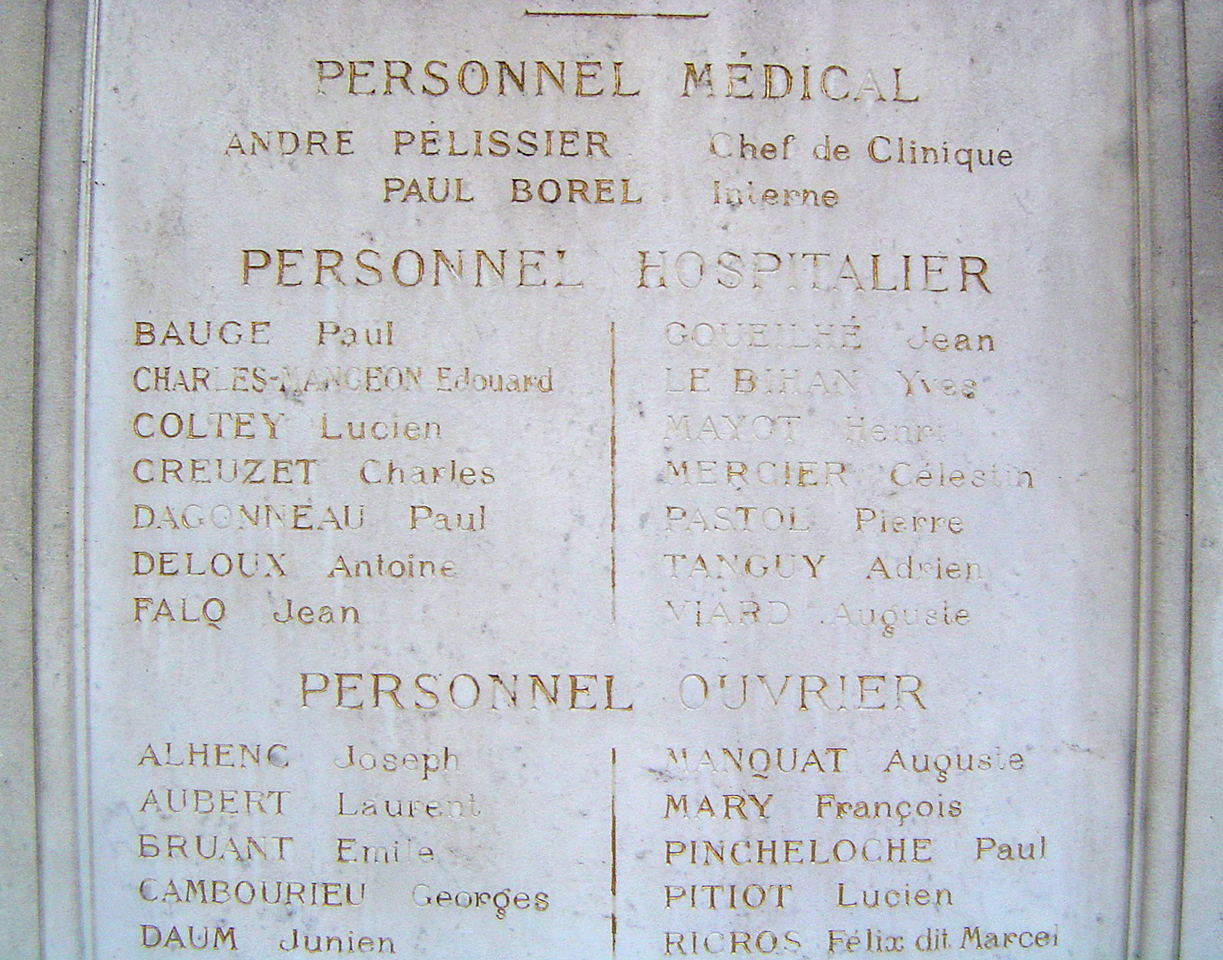 PERSONNEL MÉDICAL
ANDRE PÉLISSIER Chef de Clinique
PAUL BOREL Interne
PERSONNEL HOSPITALIER
BAUGE Paul
CHARLES-MANGEON Edouard
COLTEY Lucien
CREUZET Charles
DAGONNEAU Paul
DELOUX Antoine
FALQ Jean
GOUEILHÉ Jean
LE BIHAN Yves
MAYOT Henri
MERCIER Célestin
PASTOL Pierre
TANGUY Adrien
VIARD Auguste
PERSONNEL OUVRIER
ALHENC Joseph
AUBERT Laurent
BRUANT Emile
CAMBOURIEU Georges
DAUM Junien
MANQUAT Auguste
MARY François
PINCHELOCHE Paul
PITIOT Lucien
RICROS Félix dit Marcel